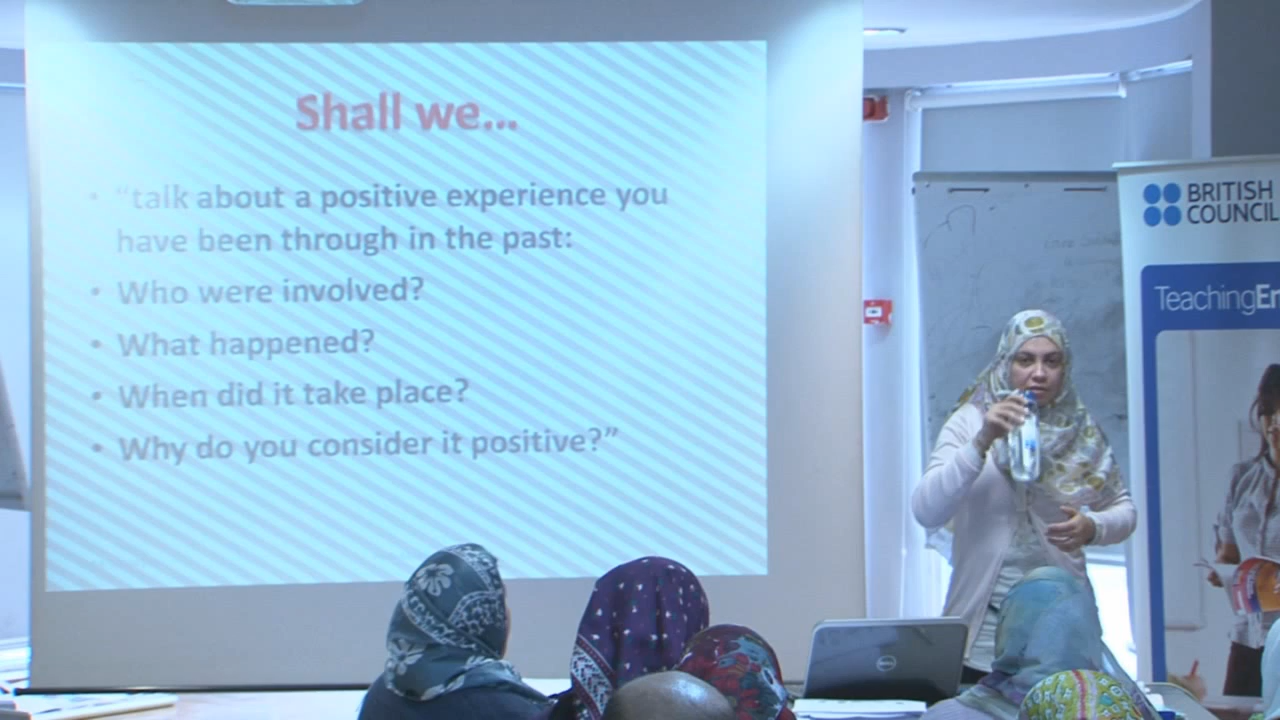 Shall we...
• “talk about a positive experience you
have been through in the past:
• Who were involved?
• What happened?
• When did it take place?
• Why do you consider it positive?”
BRITISH
COUNCIL
TeachingEn
DELL